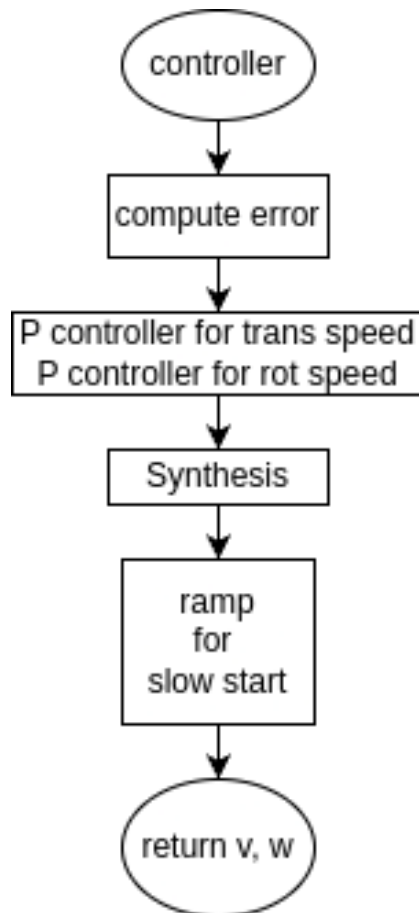 controller
compute error
P controller for trans speed
P controller for rot speed
Synthesis
ramp
for
slow start
return v, w